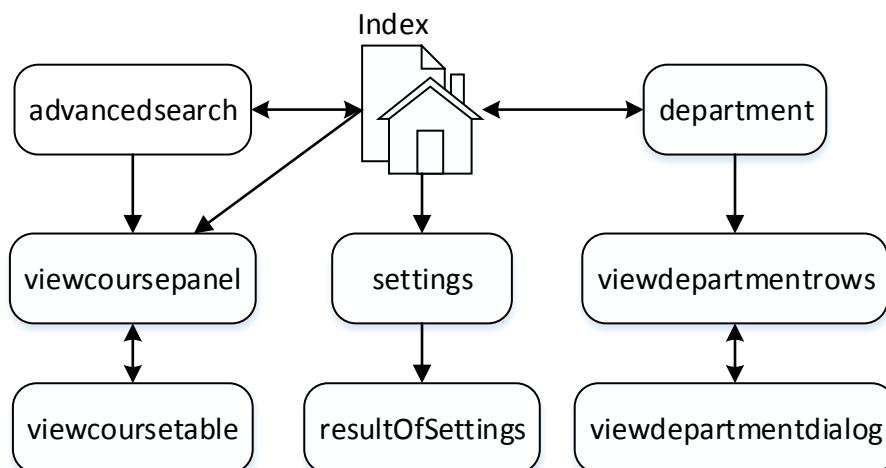 Index
advancedsearch
department
viewcoursepanel
settings
viewdepartmentrows
viewcoursetable
resultOfSettings
viewdepartmentdialog